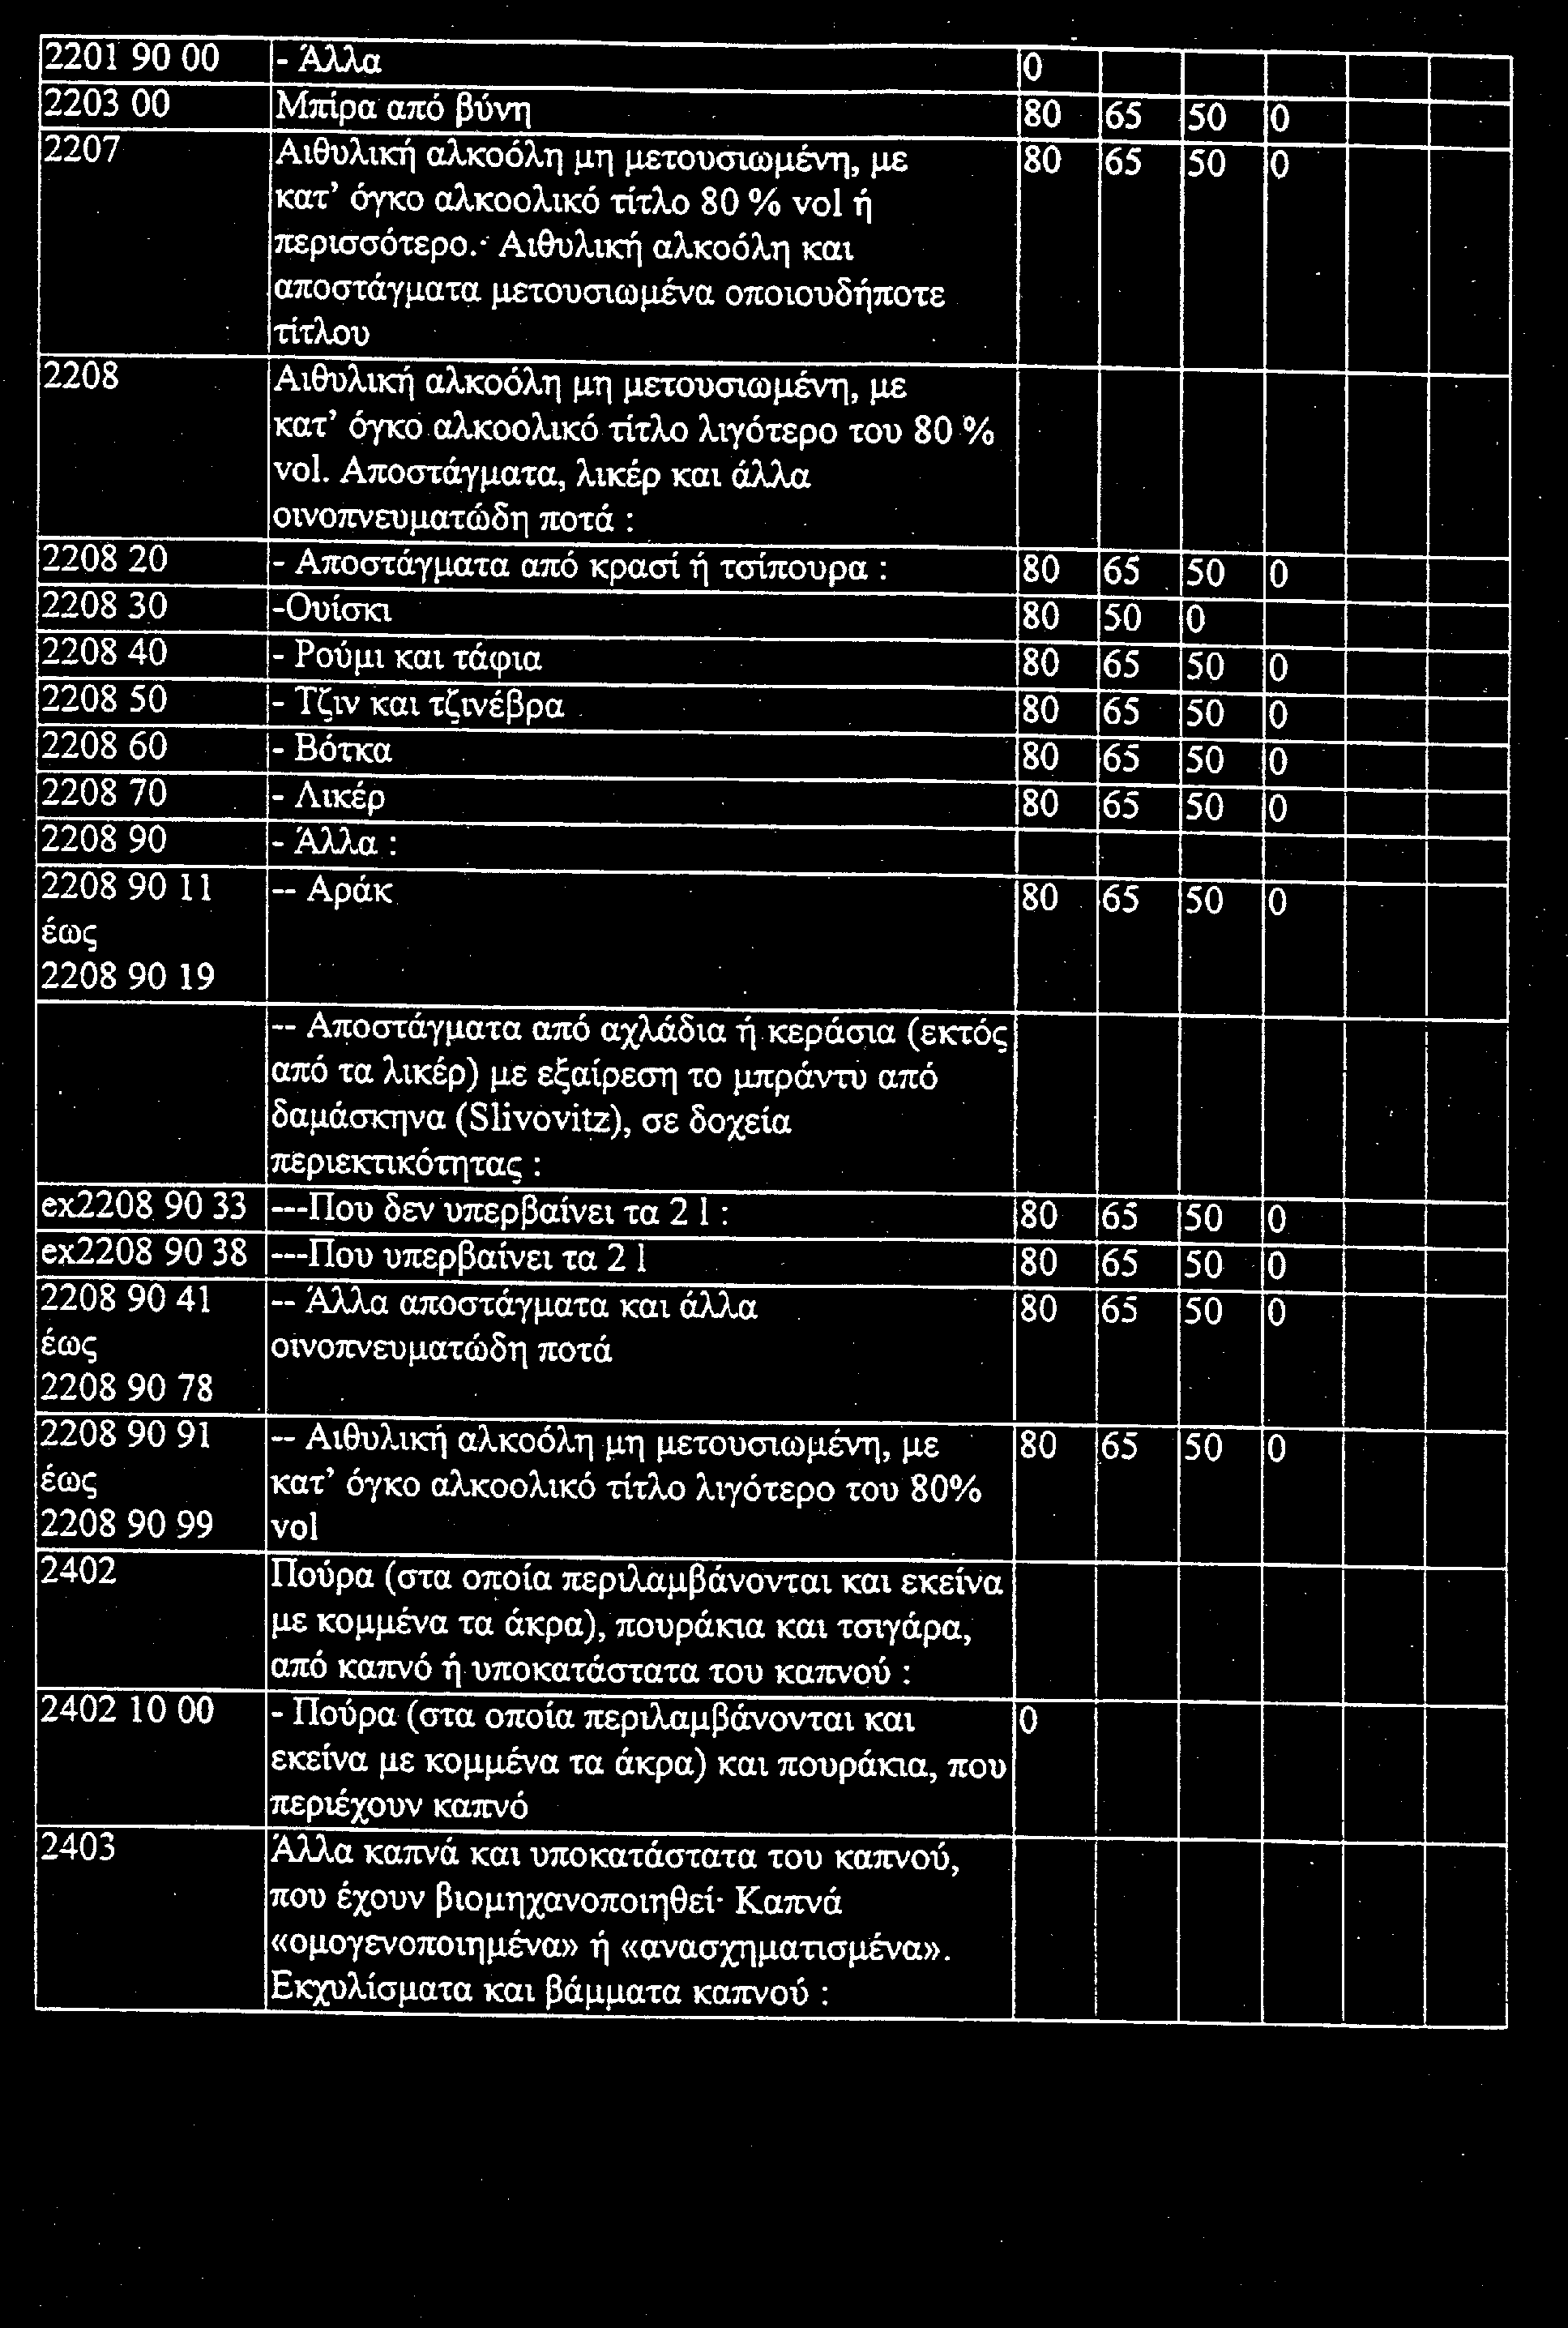 2201 90 00 - Άλλα 0
2203 00 Μπίρα από βύνη 80 65 50 0
2207 Αιθυλική αλκοόλη μη μετουσιωμένη, με 80 65 50 0
κατ’ όγκο αλκοολικό τίτλο 80 % vol ή
περισσότερο.· Αιθυλική αλκοόλη και
αποστάγματα μετουσιωμένα οποιουδήποτε
τίτλου
2208 Αιθυλική αλκοόλη μη μετουσιωμένη, με
κατ’ όγκο αλκοολικό τίτλο λιγότερο του 80 %
vol. Αποστάγματα, λικέρ και άλλα
οινοπνευματώδη ποτά :
2208 20 - Αποστάγματα από κρασί ή τσίπουρα : 80 65 50 0
2208 30 -Ουίσκι 80 50 0
2208 40 - Ρούμι και τάφια 80 65 50 0
2208 50 - Τζιν και τζινέβρα 80 65 50 0
2208 60 - Βότκα 80 65 50 0
2208 70 - Λικέρ 80 65 50 0
2208 90 - Άλλα :
2208 90 11 -- Αράκ 80 65 50 0
έως
2208 90 19
-- Αποστάγματα από αχλάδια ή κεράσια (εκτός
από τα λικέρ) με εξαίρεση το μπράντυ από
δαμάσκηνα (Slivovitz), σε δοχεία
περιεκτικότητας :
ex2208 90 33 ---Που δεν υπερβαίνει τα 2 l : 80 65 50 0
ex2208 90 38 ---Που υπερβαίνει τα 2 l 80 65 50 0
2208 90 41 -- Άλλα αποστάγματα και άλλα 80 65 50 0
έως οινοπνευματώδη ποτά
2208 90 78
2208 90 91 -- Αιθυλική αλκοόλη μη μετουσιωμένη, με 80 65 50 0
έως κατ’ όγκο αλκοολικό τίτλο λιγότερο του 80%
2208 90 99 vol
2402 Πούρα (στα οποία περιλαμβάνονται και εκείνα
με κομμένα τα άκρα), πουράκια και τσιγάρα,
από καπνό ή υποκατάστατα του καπνού :
2402 10 00 - Πούρα (στα οποία περιλαμβάνονται και 0
εκείνα με κομμένα τα άκρα) και πουράκια, που
περιέχουν καπνό
2403 Άλλα καπνά και υποκατάστατα του καπνού,
που έχουν βιομηχανοποιηθεί· Καπνά
«ομογενοποιημένα» ή «ανασχηματισμένα».
Εκχυλίσματα και βάμματα καπνού :